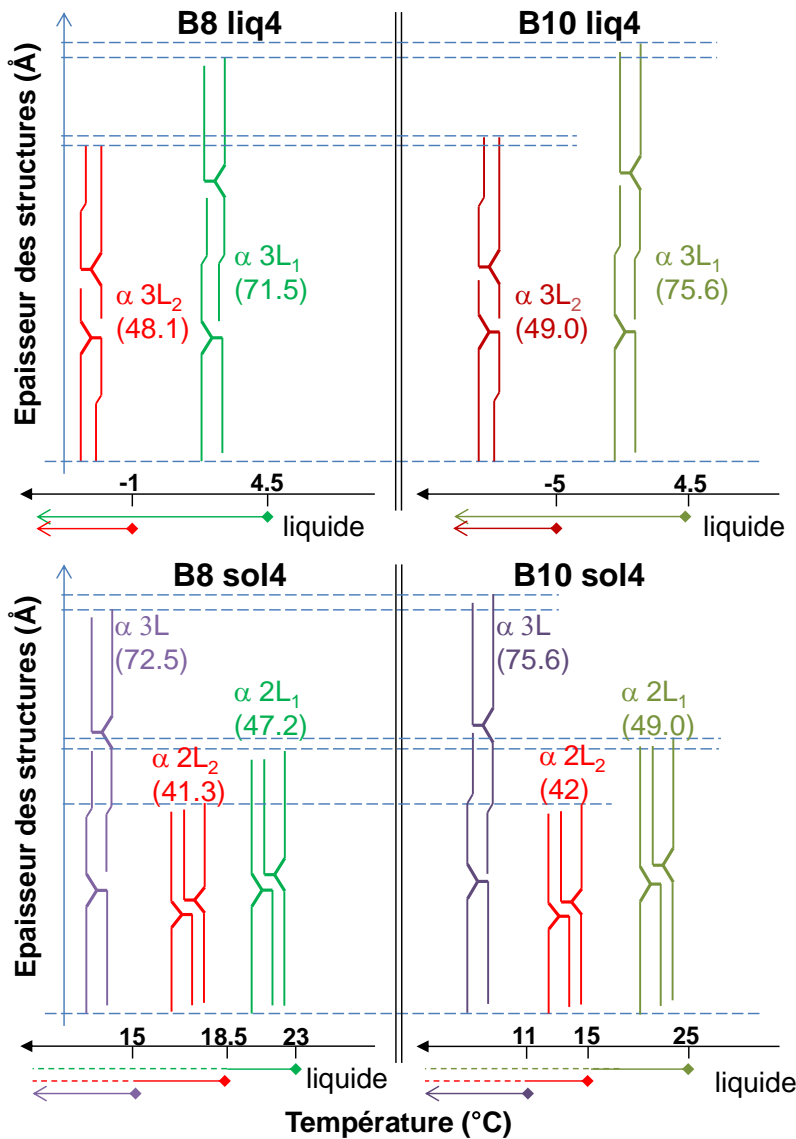 B8 liq4
B10 liq4
Epaisseur des structures (Å)
α 3L₂
(48.1)
α 3L₁
(71.5)
α 3L₂
(49.0)
α 3L₁
(75.6)
-1
4.5
liquide
-5
4.5
liquide
B8 sol4
B10 sol4
Epaisseur des structures (Å)
α 3L
(72.5)
α 2L₂
(41.3)
α 2L₁
(47.2)
α 3L
(75.6)
α 2L₂
(42)
α 2L₁
(49.0)
15
18.5
23
liquide
11
15
25
liquide
Température (°C)